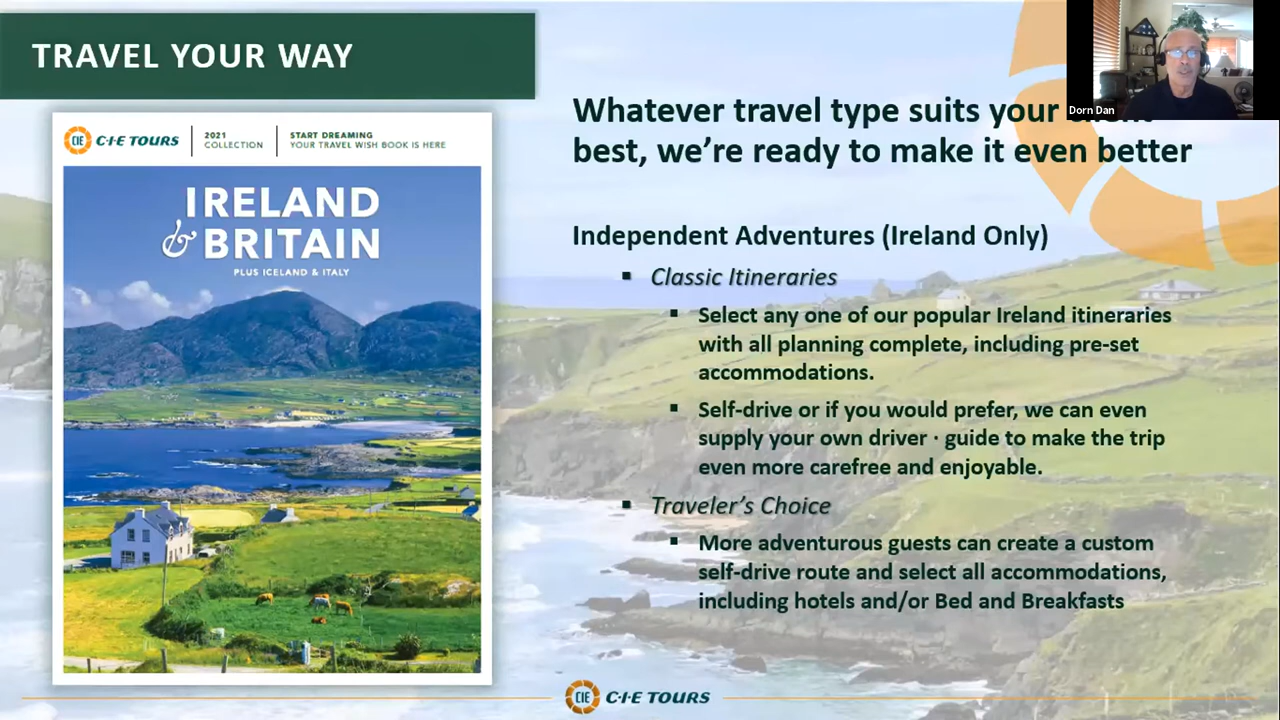 TRAVEL YOUR WAY
CIE C·I·E TOURS
2021
COLLECTION
START DREAMING
YOUR TRAVEL WISH BOOK IS HERE
IRELAND
& BRITAIN
PLUS ICELAND & ITALY
Dorn Dan
Whatever travel type suits your
best, we're ready to make it even better
Independent Adventures (Ireland Only)
▪ Classic Itineraries
▪ Select any one of our popular Ireland itineraries
with all planning complete, including pre-set
accommodations.
▪ Self-drive or if you would prefer, we can even
supply your own driver · guide to make the trip
even more carefree and enjoyable.
▪ Traveler's Choice
▪ More adventurous guests can create a custom
self-drive route and select all accommodations,
including hotels and/or Bed and Breakfasts
CIE C·I·E TOURS